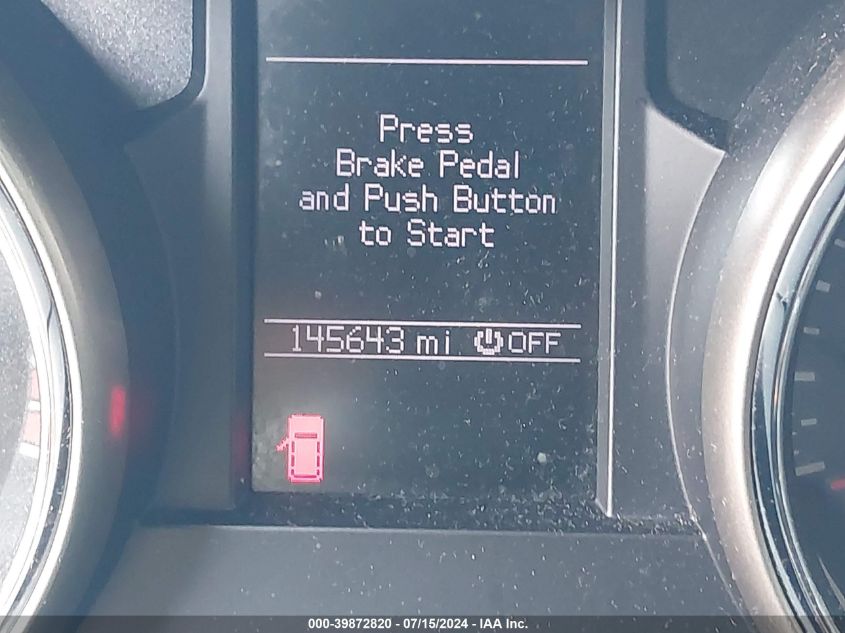 Press
Brake Pedal
and Push Button
to Start
145643 mi OFF
000-39872820 - 07/15/2024 - IAA Inc.